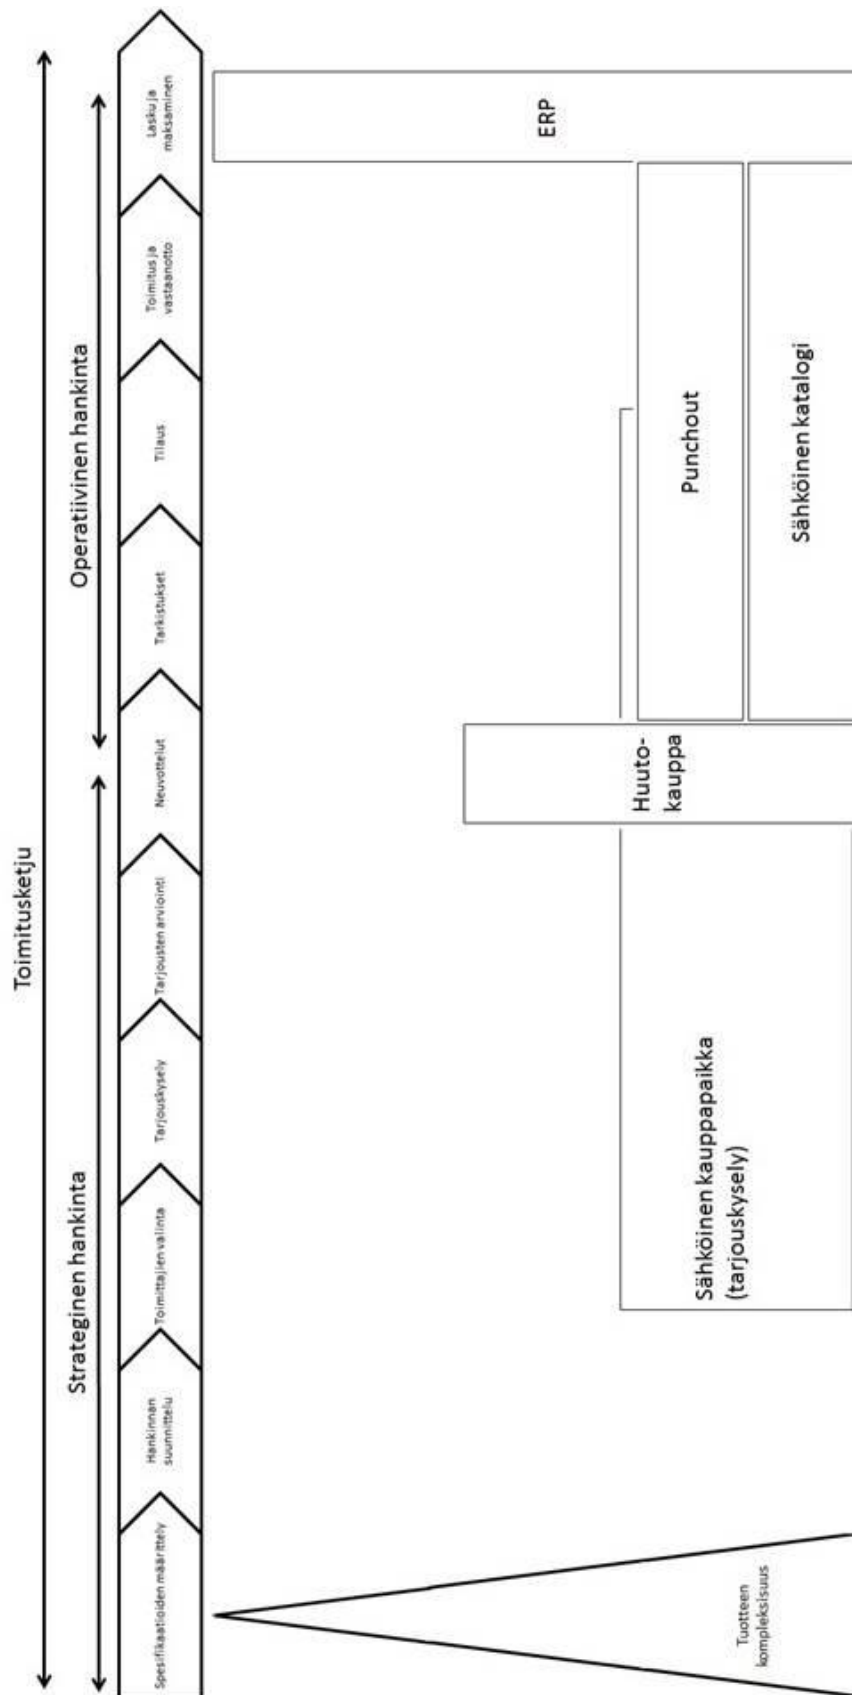 Toimitusketju
Strateginen hankinta
Operatiivinen hankinta
Spesifikaatioiden määrittely
Hankinnan
suunnittelu
Toimittajien valinta
Tarjouskysely
Tarjousten arviointi
Neuvottelut
Tarkistukset
Tilaus
Toimitus ja
vastaanotto
Lasku ja
maksaminen
ERP
Huuto-
kauppa
Punchout
Sähköinen kauppapaikka
(tarjouskysely)
Sähköinen katalogi
Tuotteen
kompleksisuus